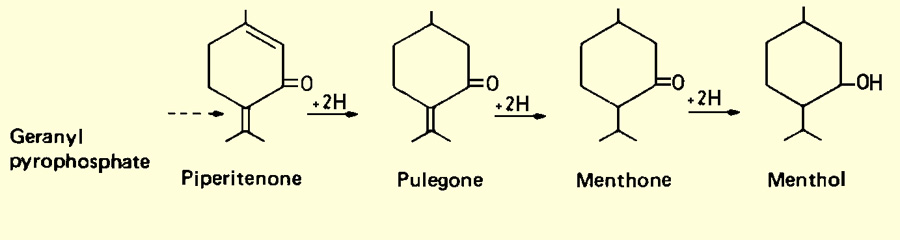 Geranyl
pyrophosphate
O
+2H
Piperitenone
O
+2H
Pulegone
O
+2H
Menthone
OH
Menthol